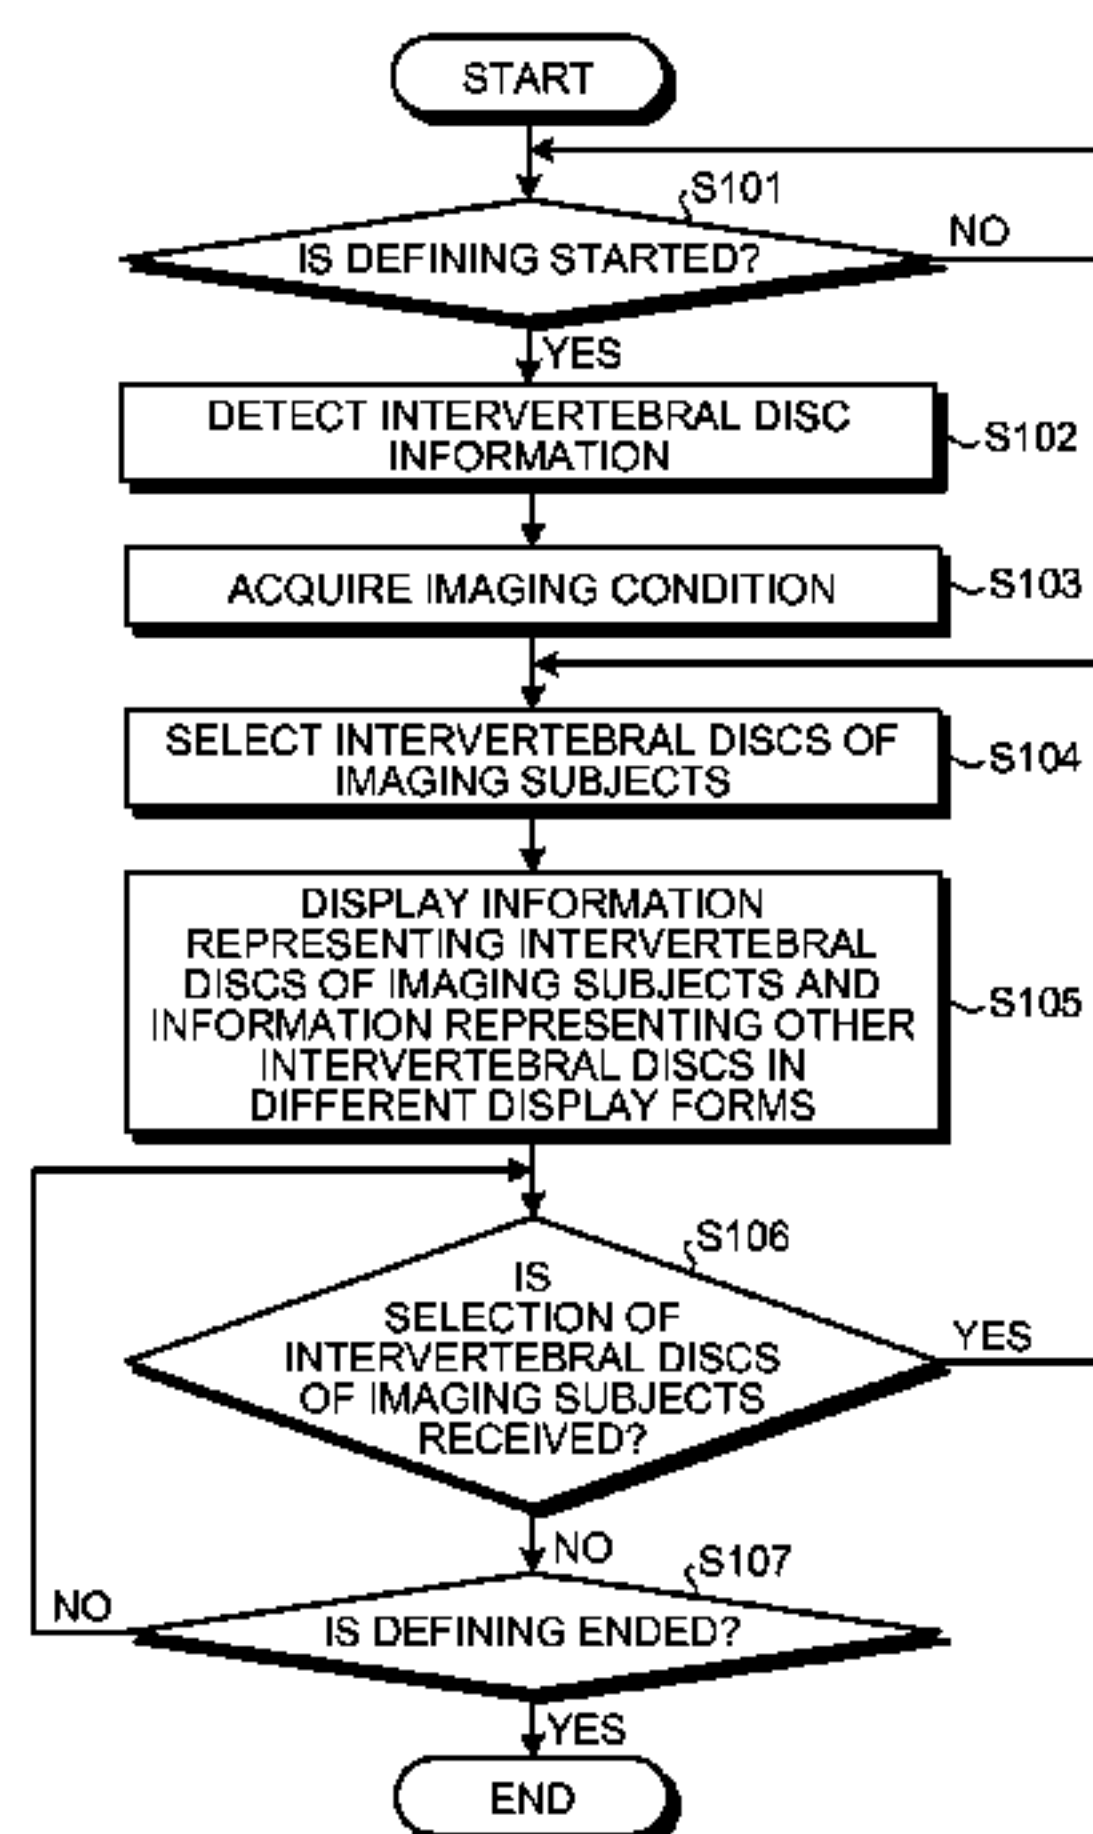 START
S101
IS DEFINING STARTED?
NO
YES
DETECT INTERVERTEBRAL DISC
INFORMATION
S102
ACQUIRE IMAGING CONDITION
S103
SELECT INTERVERTEBRAL DISCS OF
IMAGING SUBJECTS
S104
DISPLAY INFORMATION
REPRESENTING INTERVERTEBRAL
DISCS OF IMAGING SUBJECTS AND
INFORMATION REPRESENTING OTHER
INTERVERTEBRAL DISCS IN
DIFFERENT DISPLAY FORMS
S105
S106
IS
SELECTION OF
INTERVERTEBRAL DISCS
OF IMAGING SUBJECTS
RECEIVED?
YES
NO
S107
IS DEFINING ENDED?
NO
YES
END